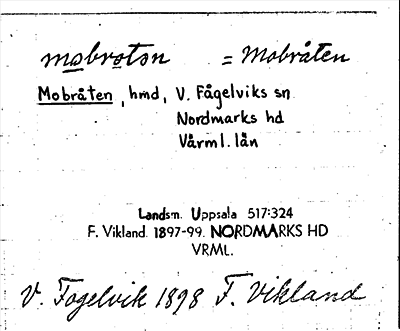 mobrotən = Mobråten
Mobråten, hmd, V. Fågelviks sn
Nordmarks hd
Värml. län
Landsm. Uppsala 517:324
F. Vikland. 1897-99. NORDMARKS HD
VRML.
V. Fogelvik 1898 F. Vikland